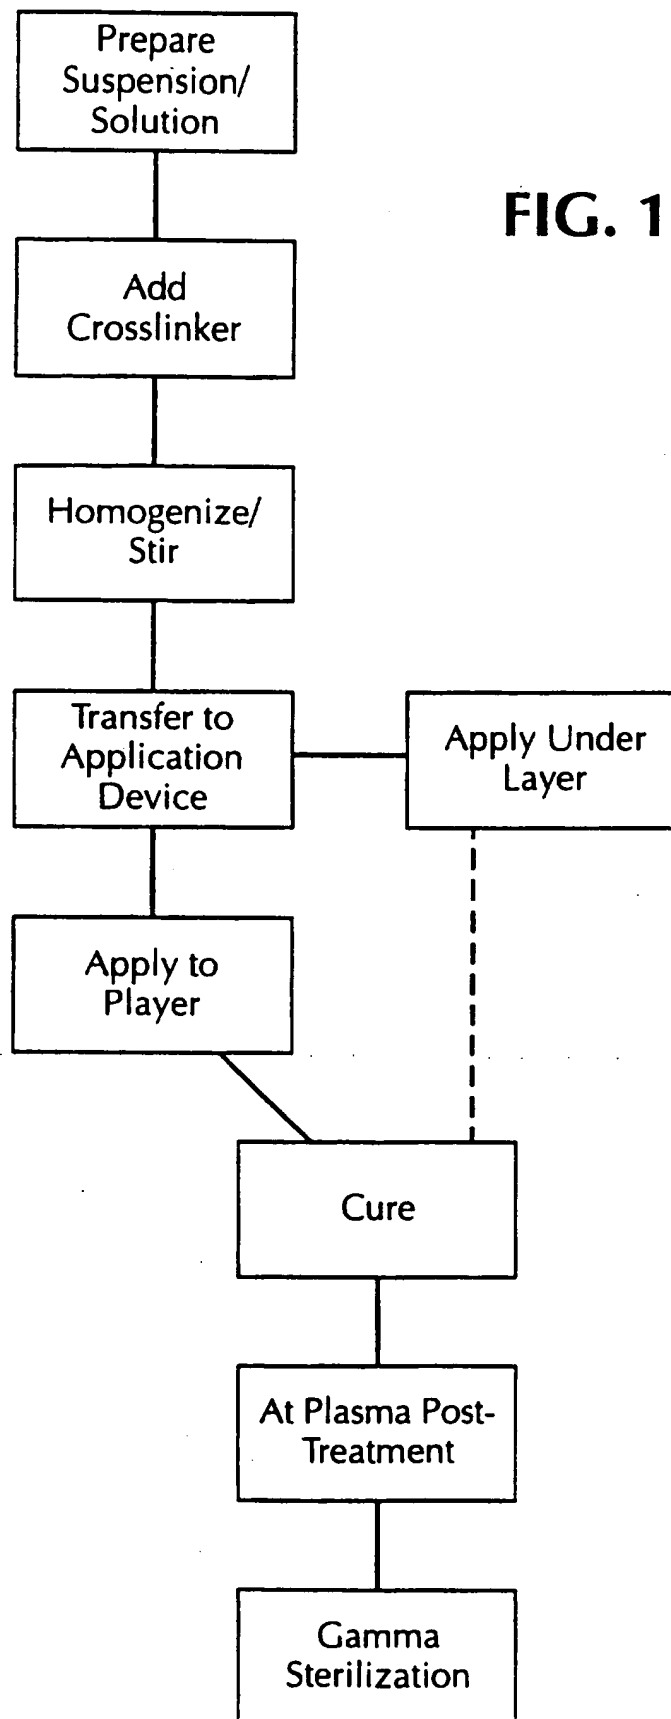 Prepare
Suspension/
Solution
FIG. 1
Add
Crosslinker
Homogenize/
Stir
Transfer to
Application
Device
Apply Under
Layer
Apply to
Player
Cure
At Plasma Post-
Treatment
Gamma
Sterilization